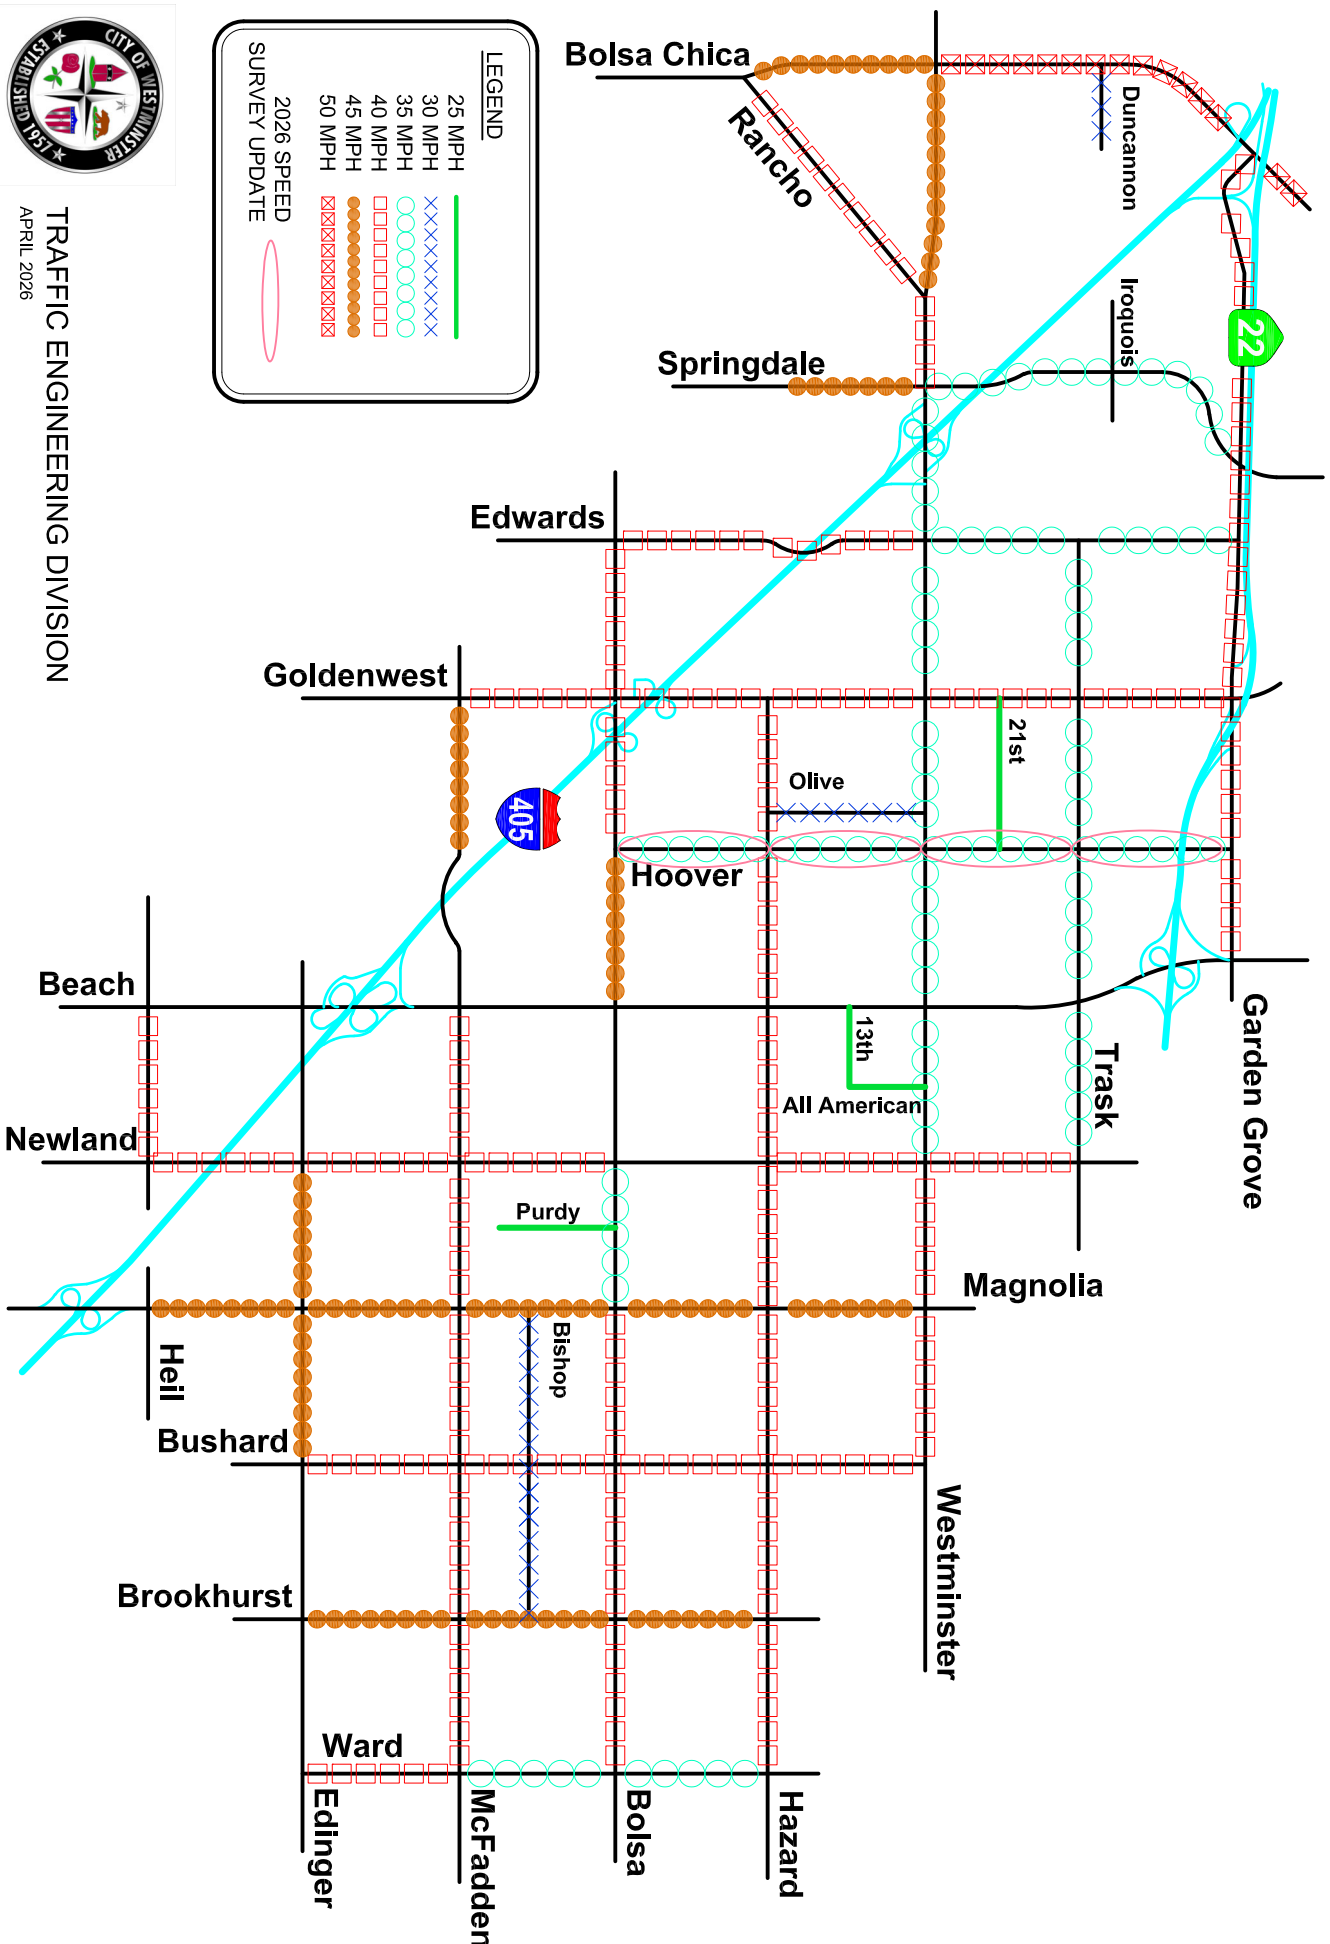 CITY OF WESTMINSTER
ESTABLISHED 1957
TRAFFIC ENGINEERING DIVISION
APRIL 2026
LEGEND
25 MPH
30 MPH
35 MPH
40 MPH
45 MPH
50 MPH
2026 SPEED
SURVEY UPDATE
Bolsa Chica
Rancho
Duncannon
Iroquois
22
Springdale
Edwards
Goldenwest
21st
Olive
405
Hoover
Beach
13th
All American
Trask
Garden Grove
Newland
Purdy
Magnolia
Bishop
Heil
Bushard
Westminster
Brookhurst
Ward
Edinger
McFadden
Bolsa
Hazard